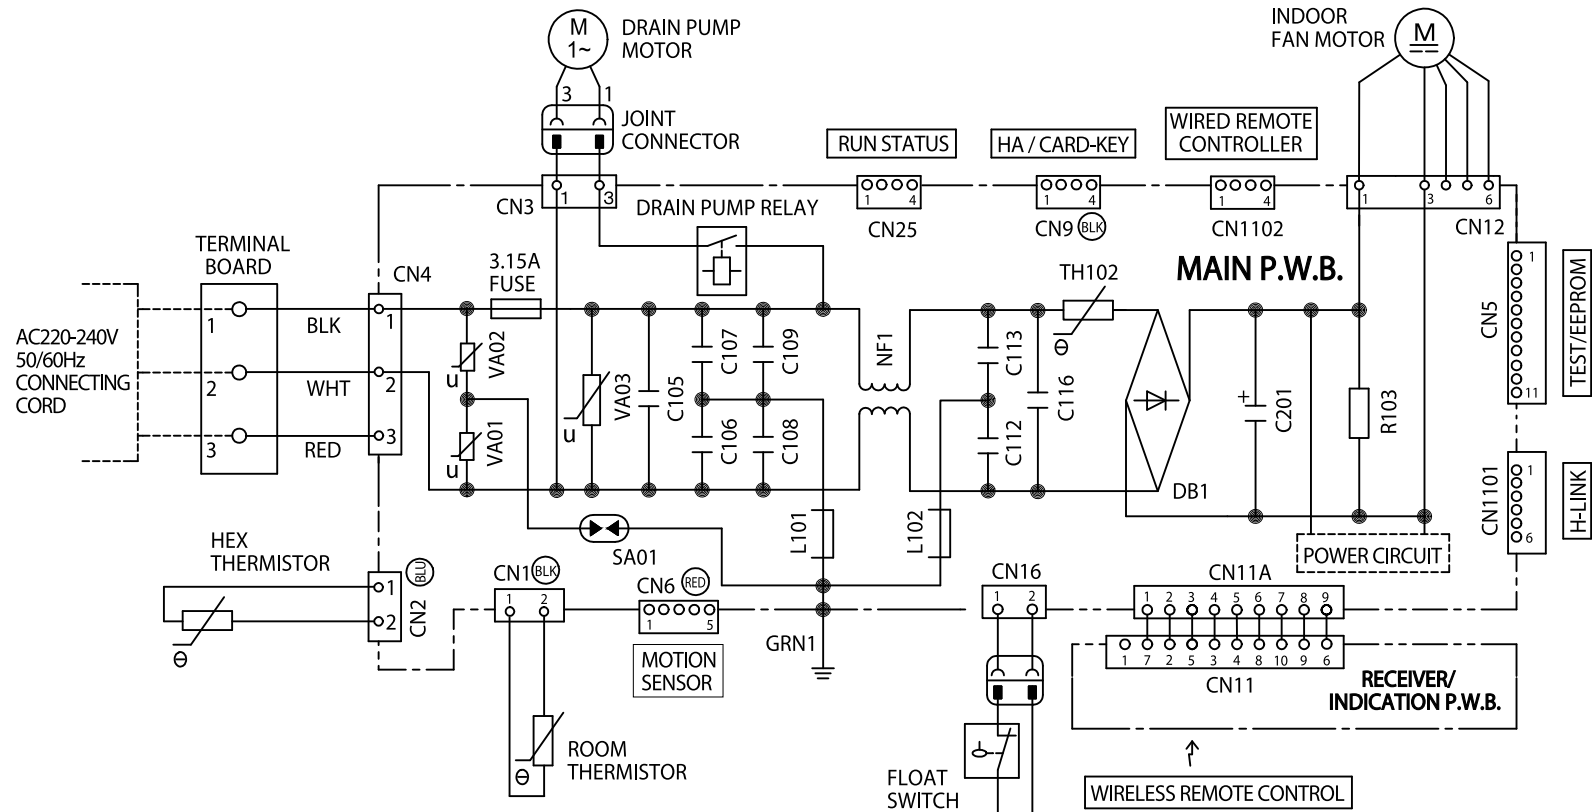 M
1~
DRAIN PUMP
MOTOR
3
1
JOINT
CONNECTOR
INDOOR
FAN MOTOR
M
RUN STATUS
HA / CARD-KEY
WIRED REMOTE
CONTROLLER
CN3
1
3
DRAIN PUMP RELAY
1
4
CN25
1
4
CN9
BLK
1
4
CN1102
1
3
6
CN12
MAIN P.W.B.
1
11
CN5
TEST/EEPROM
TERMINAL
BOARD
CN4
3.15A
FUSE
TH102
Θ
AC220-240V
50/60Hz
CONNECTING
CORD
1
BLK
1
2
WHT
2
3
RED
3
u
VA02
u
VA01
u
VA03
C105
C107
C106
C109
C108
NF1
C113
C112
C116
DB1
+
C201
R103
1
6
CN1101
H-LINK
SA01
L101
L102
POWER CIRCUIT
HEX
THERMISTOR
Θ
1
2
BLU
CN2
CN1
BLK
1
2
CN6
RED
1
5
MOTION
SENSOR
GRN1
CN16
1
2
CN11A
1 2 3 4 5 6 7 8 9
1 7 2 5 3 4 8 10 9 6
CN11
RECEIVER/
INDICATION P.W.B.
Θ
ROOM
THERMISTOR
FLOAT
SWITCH
WIRELESS REMOTE CONTROL